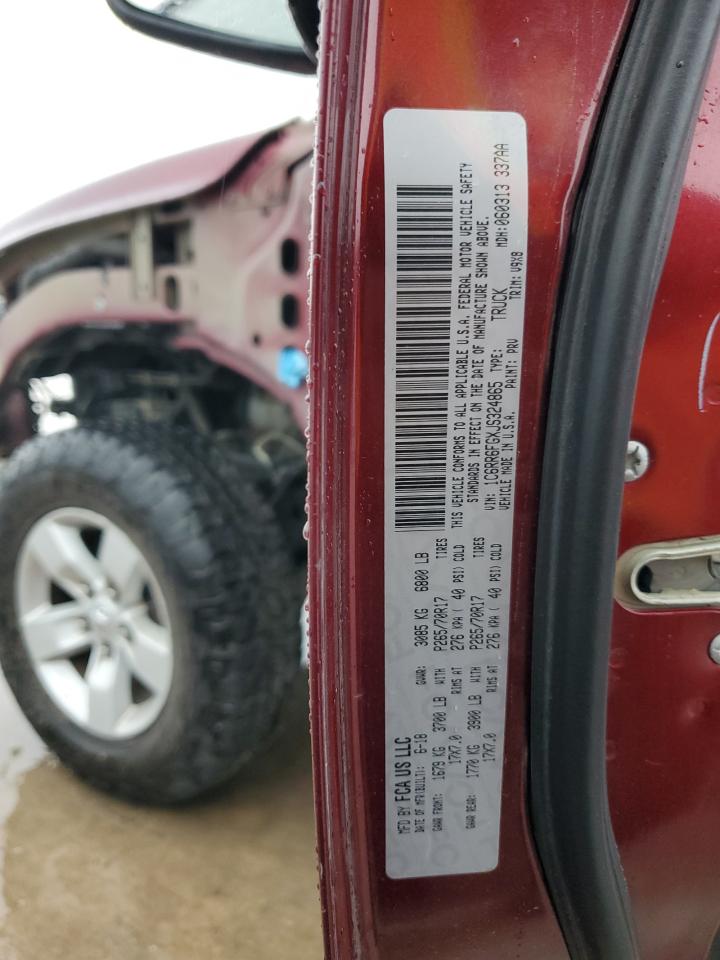 MFD BY FCA US LLC
DATE OF MFR(BUILT): 6-18 GAWR: 3085 KG 6800 LB
GAWR FRONT: 1679 KG 3700 LB WITH P265/70R17 TIRES
17X7.0 RIMS AT 276 KPA ( 40 PSI) COLD
GAWR REAR: 1770 KG 3900 LB WITH P265/70R17 TIRES
17X7.0 RIMS AT 276 KPA ( 40 PSI) COLD
THIS VEHICLE CONFORMS TO ALL APPLICABLE U.S.A. FEDERAL MOTOR VEHICLE SAFETY
STANDARDS IN EFFECT ON THE DATE OF MANUFACTURE SHOWN ABOVE.
VIN: 1C6RR6FGXJS324865 TYPE: TRUCK MDH:060313 337AA
VEHICLE MADE IN U.S.A. PAINT: PRV TRIM: V9X8